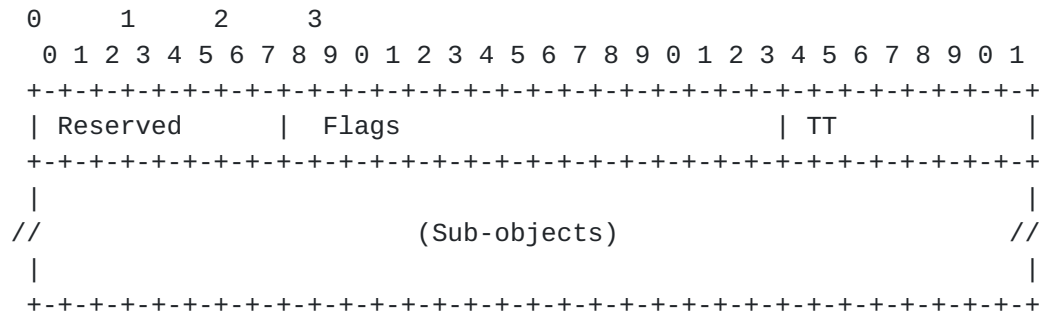 0     1     2     3
 0 1 2 3 4 5 6 7 8 9 0 1 2 3 4 5 6 7 8 9 0 1 2 3 4 5 6 7 8 9 0 1
+-+-+-+-+-+-+-+-+-+-+-+-+-+-+-+-+-+-+-+-+-+-+-+-+-+-+-+-+-+-+-+-+
| Reserved      |  Flags                        | TT            |
+-+-+-+-+-+-+-+-+-+-+-+-+-+-+-+-+-+-+-+-+-+-+-+-+-+-+-+-+-+-+-+-+
|                                                               |
//                        (Sub-objects)                         //
|                                                               |
+-+-+-+-+-+-+-+-+-+-+-+-+-+-+-+-+-+-+-+-+-+-+-+-+-+-+-+-+-+-+-+-+